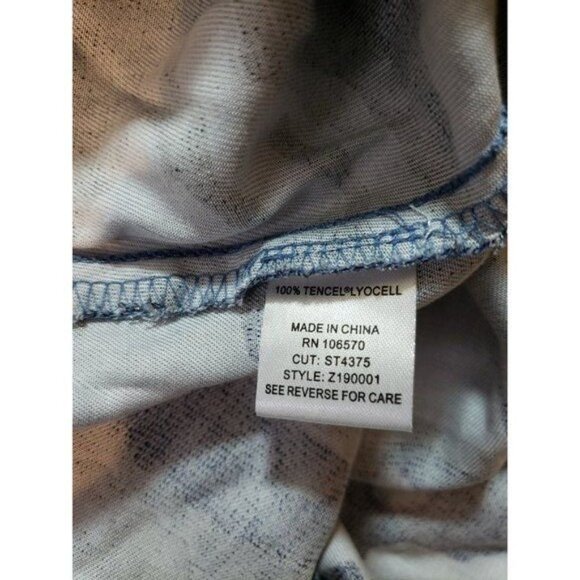 100% TENCEL®LYOCELL
MADE IN CHINA
RN 106570
CUT: ST4375
STYLE: Z190001
SEE REVERSE FOR CARE